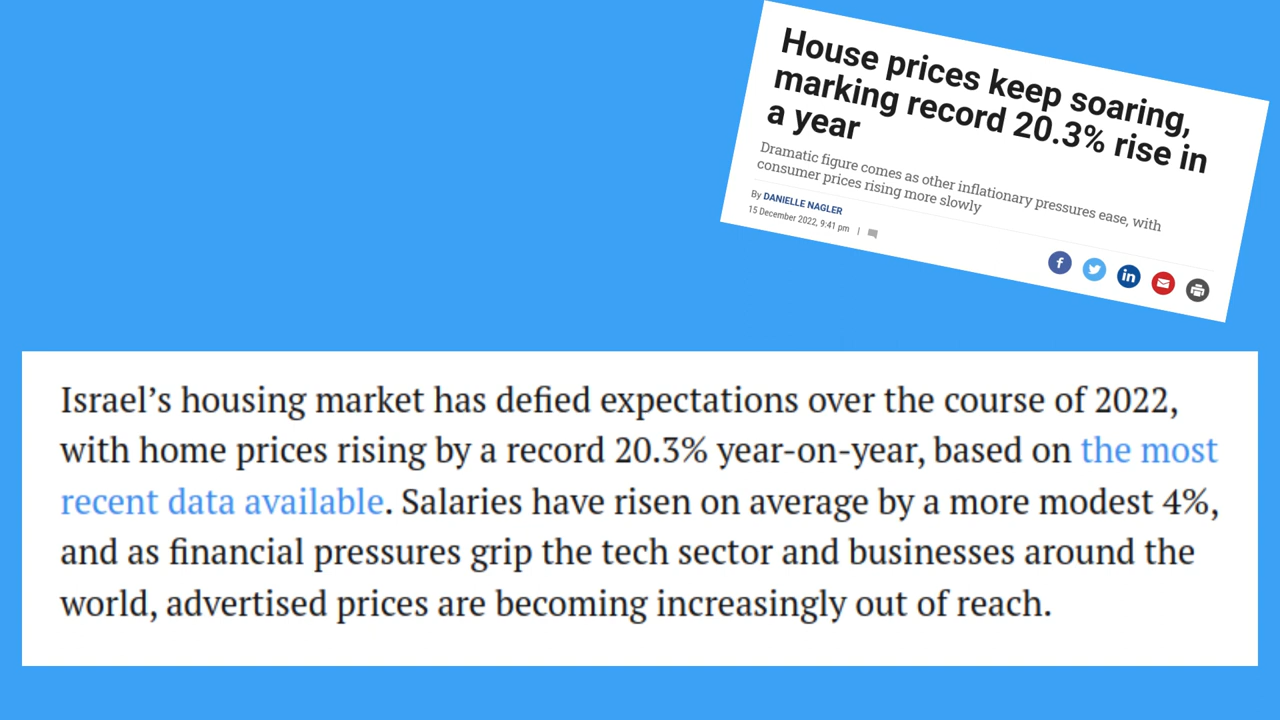 House prices keep soaring,
marking record 20.3% rise in
a year
Dramatic figure comes as other inflationary pressures ease, with
consumer prices rising more slowly
By DANIELLE NAGLER
15 December 2022, 9:41 pm |
Israel’s housing market has defied expectations over the course of 2022,
with home prices rising by a record 20.3% year-on-year, based on the most
recent data available. Salaries have risen on average by a more modest 4%,
and as financial pressures grip the tech sector and businesses around the
world, advertised prices are becoming increasingly out of reach.